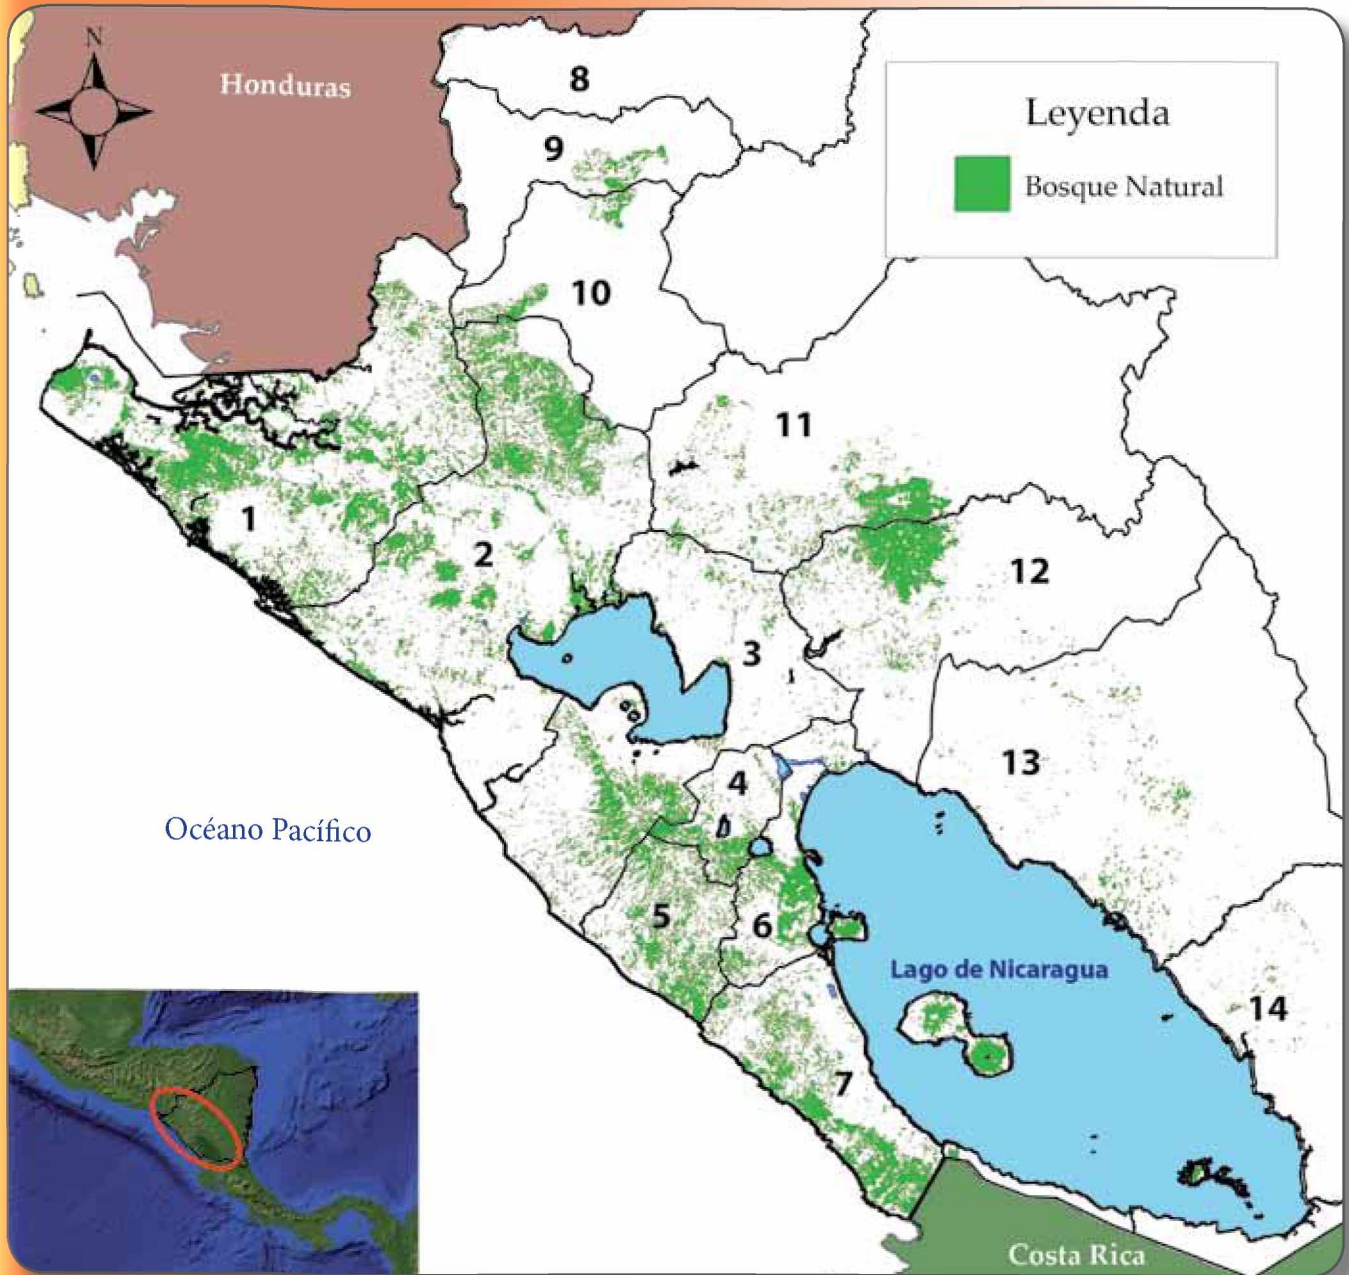 N
Honduras
8
Leyenda
9
Bosque Natural
10
11
1
2
12
3
13
4
Océano Pacífico
5
6
Lago de Nicaragua
14
7
Costa Rica